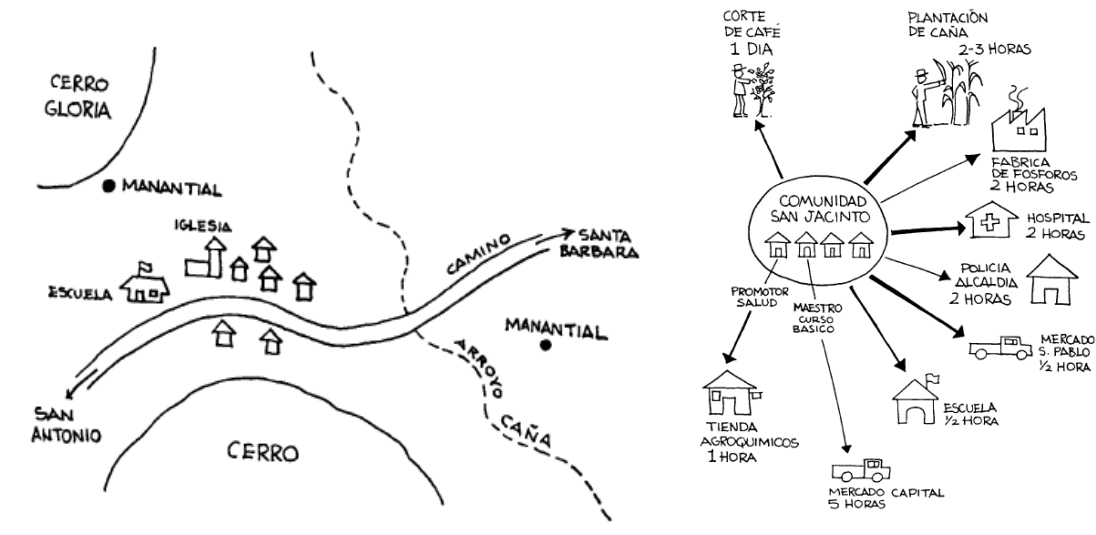 CERRO
GLORIA
MANANTIAL
IGLESIA
ESCUELA
CAMINO
SANTA
BARBARA
MANANTIAL
ARROYO
CAÑA
SAN
ANTONIO
CERRO
CORTE
DE CAFÉ
1 DIA
PLANTACIÓN
DE CAÑA
2-3 HORAS
FABRICA
DE FOSFOROS
2 HORAS
COMUNIDAD
SAN JACINTO
HOSPITAL
2 HORAS
POLICIA
ALCALDIA
2 HORAS
PROMOTOR
SALUD
MAESTRO
CURSO
BASICO
MERCADO
S. PABLO
1/2 HORA
ESCUELA
1/2 HORA
TIENDA
AGROQUIMICOS
1 HORA
MERCADO CAPITAL
5 HORAS